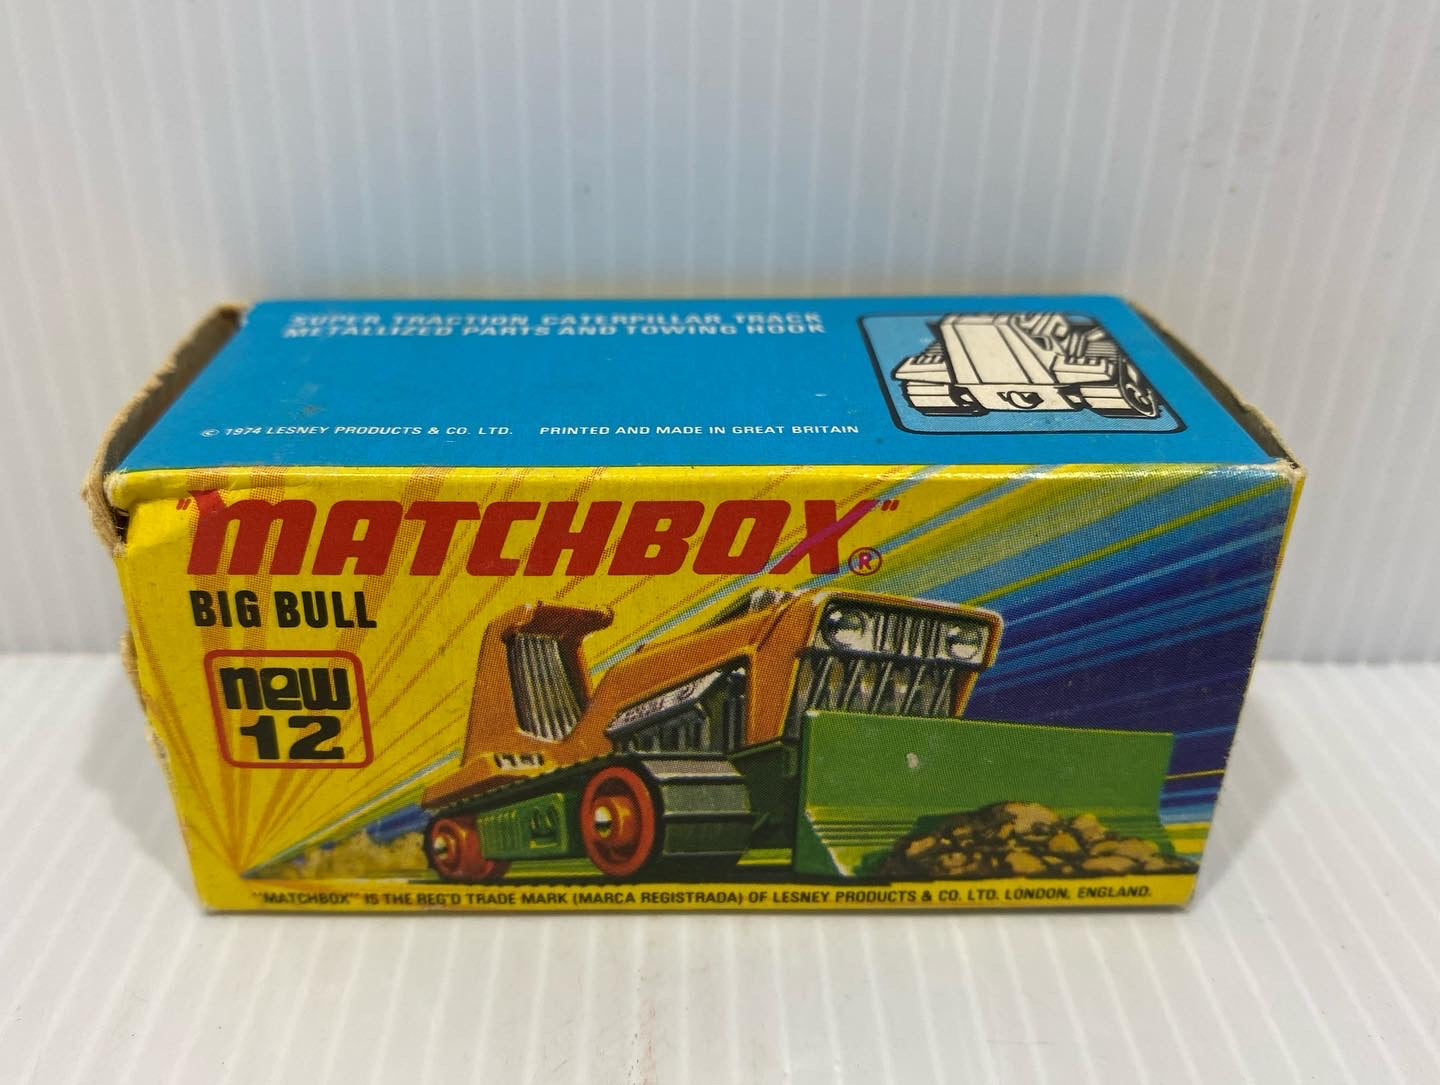 SUPER TRACTION CATERPILLAR TRACK
METALLIZED PARTS AND TOWING HOOK
© 1974 LESNEY PRODUCTS & CO. LTD. PRINTED AND MADE IN GREAT BRITAIN
"MATCHBOX"®
BIG BULL
new
12
"MATCHBOX" IS THE REG'D TRADE MARK (MARCA REGISTRADA) OF LESNEY PRODUCTS & CO. LTD. LONDON, ENGLAND.